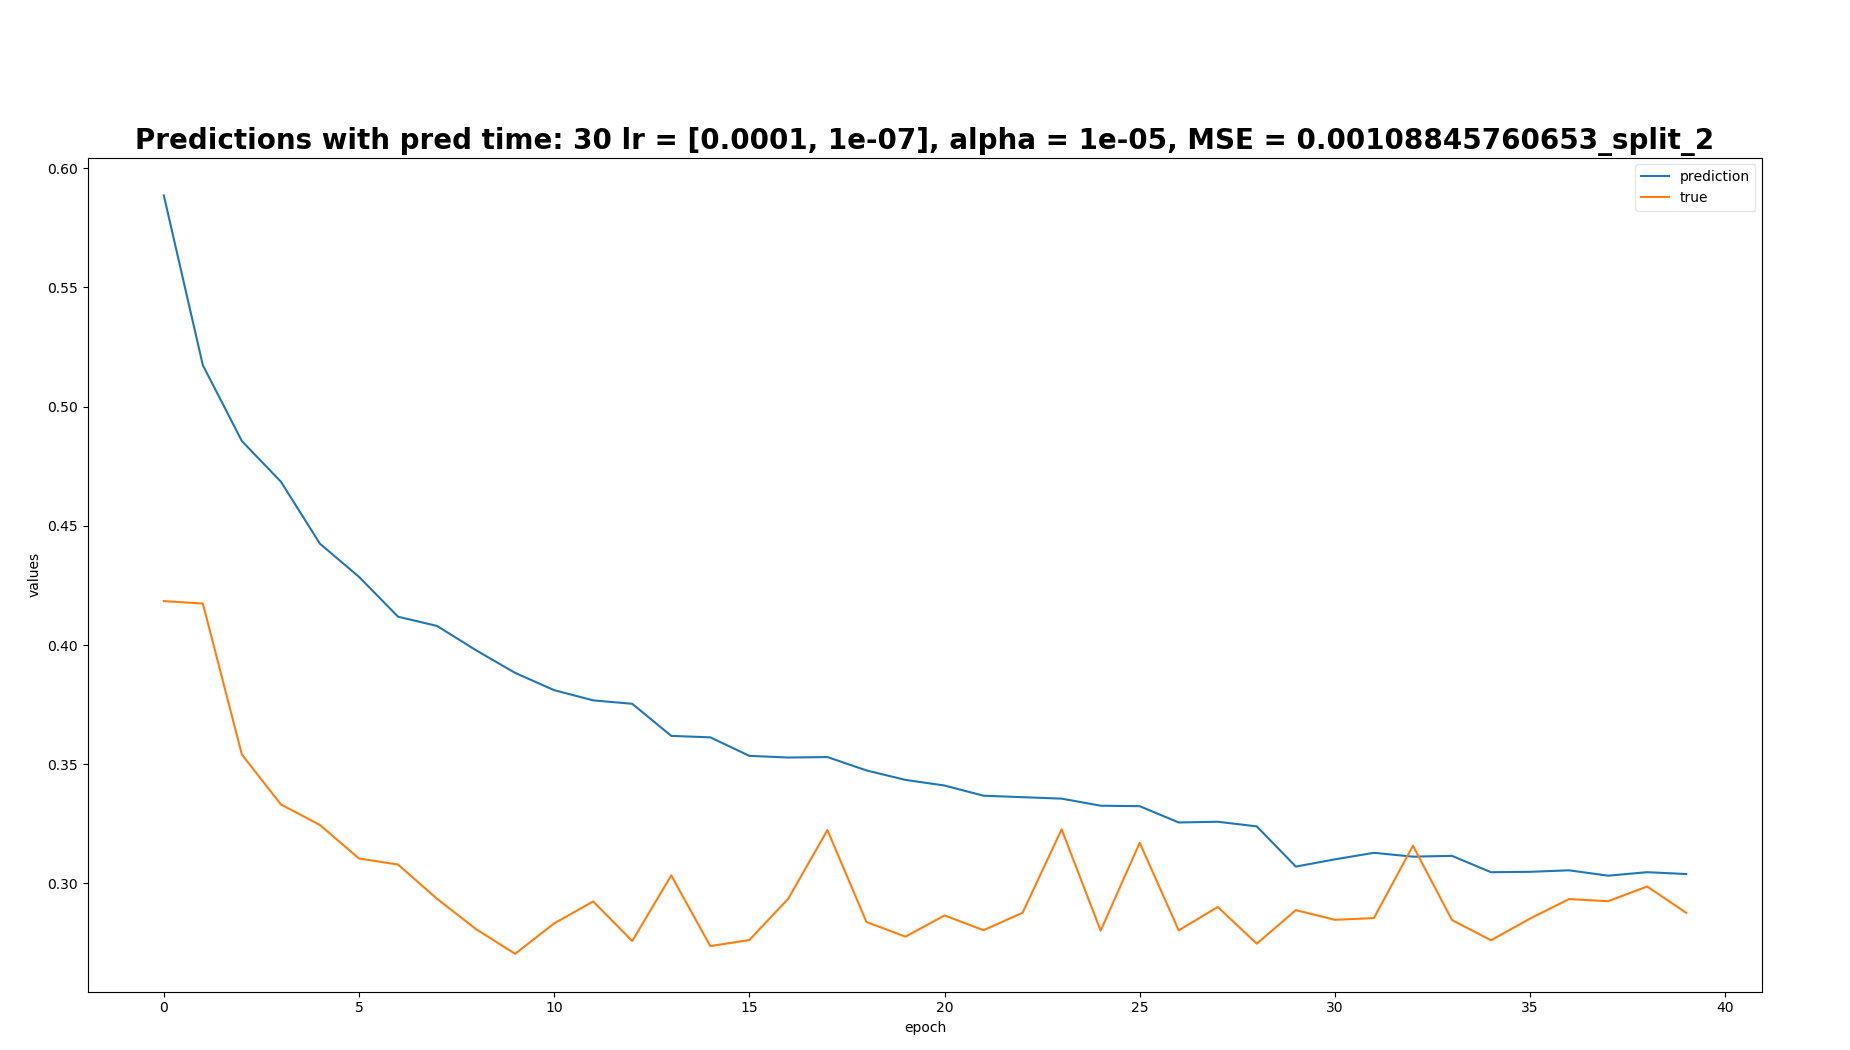 Predictions with pred time: 30 lr = [0.0001, 1e-07], alpha = 1e-05, MSE = 0.00108845760653_split_2
prediction
true
0.60
0.55
0.50
0.45
0.40
0.35
0.30
values
0 5 10 15 20 25 30 35 40
epoch